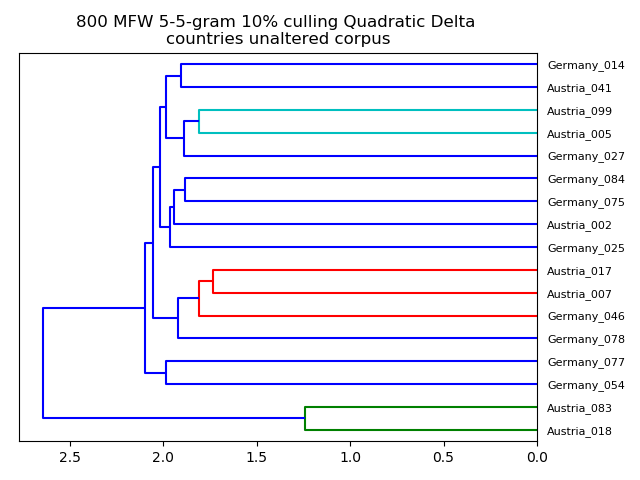 800 MFW 5-5-gram 10% culling Quadratic Delta
countries unaltered corpus
Germany_014
Austria_041
Austria_099
Austria_005
Germany_027
Germany_084
Germany_075
Austria_002
Germany_025
Austria_017
Austria_007
Germany_046
Germany_078
Germany_077
Germany_054
Austria_083
Austria_018
2.5 2.0 1.5 1.0 0.5 0.0